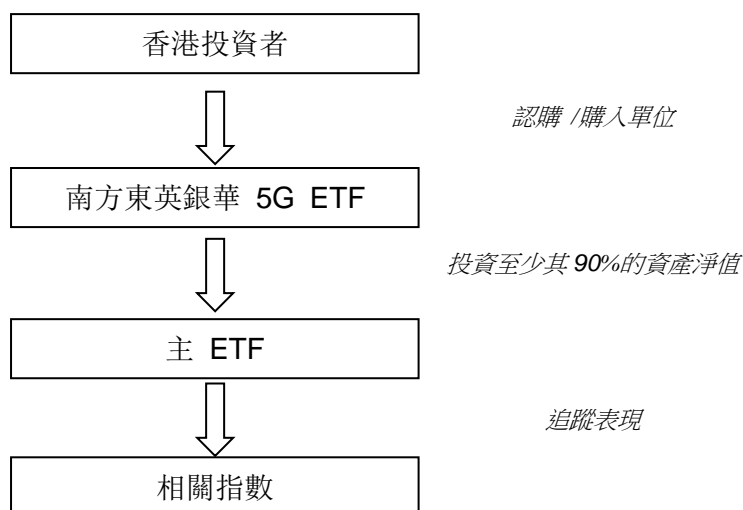 香港投資者
認購 /購入單位
南方東英銀華 5G ETF
投資至少其 90%的資產淨值
主 ETF
追蹤表現
相關指數